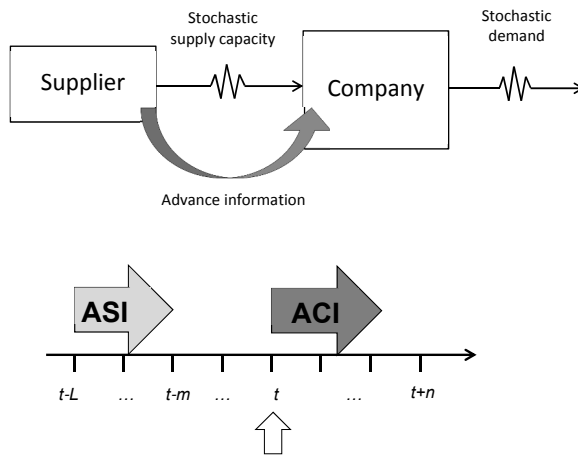 Stochastic
supply capacity
Stochastic
demand
Supplier
Company
Advance information
ASI
ACI
t-L
...
t-m
...
t
...
t+n